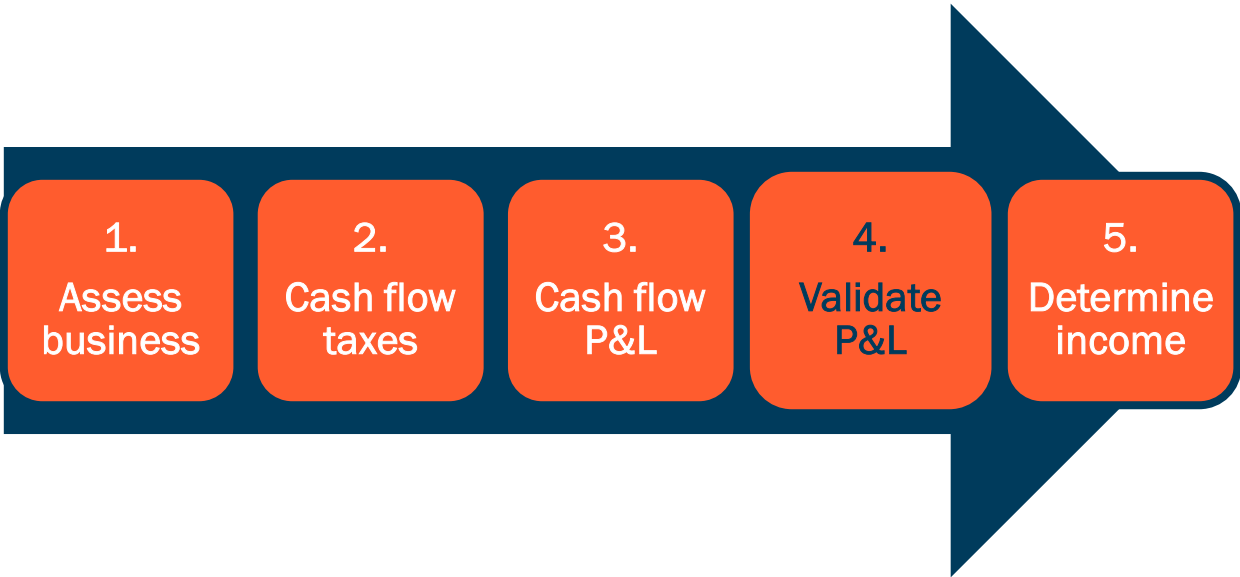 1.
Assess
business
2.
Cash flow
taxes
3.
Cash flow
P&L
4.
Validate
P&L
5.
Determine
income